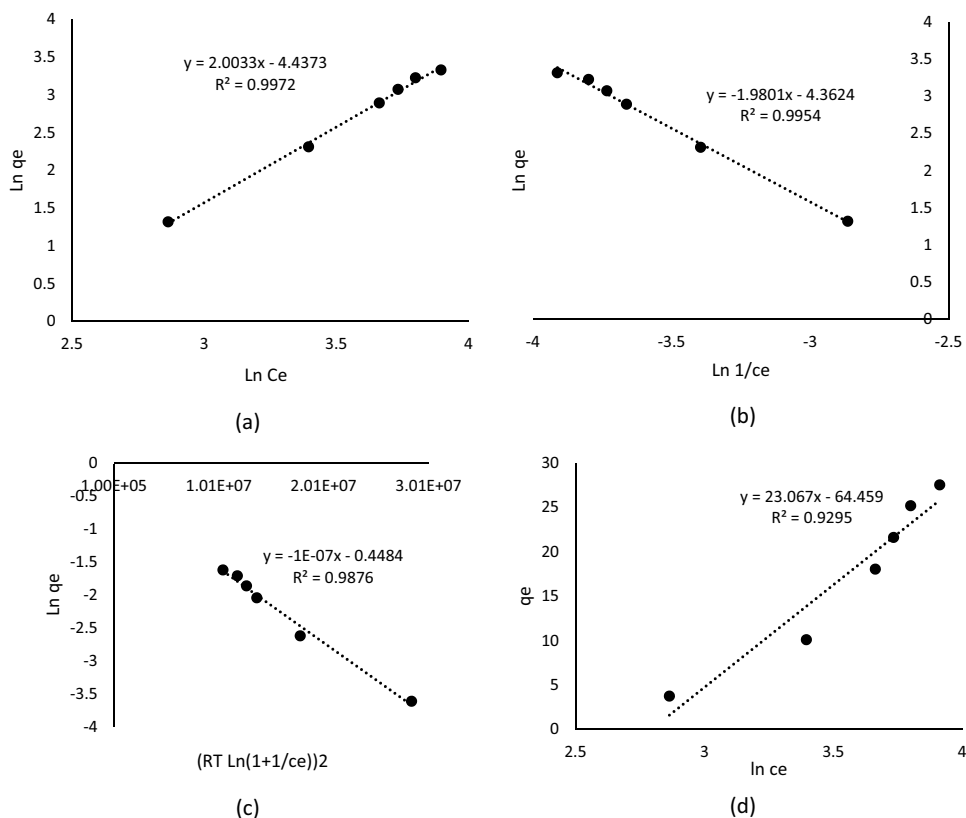 4
3.5
3
2.5
2
1.5
1
0.5
0
2.5
3
3.5
4
Ln qe
Ln Ce
y = 2.0033x - 4.4373
R² = 0.9972
(a)
4
3.5
3
2.5
2
1.5
1
0.5
0
-4
-3.5
-3
-2.5
Ln qe
Ln 1/ce
y = -1.9801x - 4.3624
R² = 0.9954
(b)
0
-0.5
-1
-1.5
-2
-2.5
-3
-3.5
-4
1.00E+05
1.01E+07
2.01E+07
3.01E+07
Ln qe
(RT Ln(1+1/ce))2
y = -1E-07x - 0.4484
R² = 0.9876
(c)
30
25
20
15
10
5
0
2.5
3
3.5
4
qe
ln ce
y = 23.067x - 64.459
R² = 0.9295
(d)